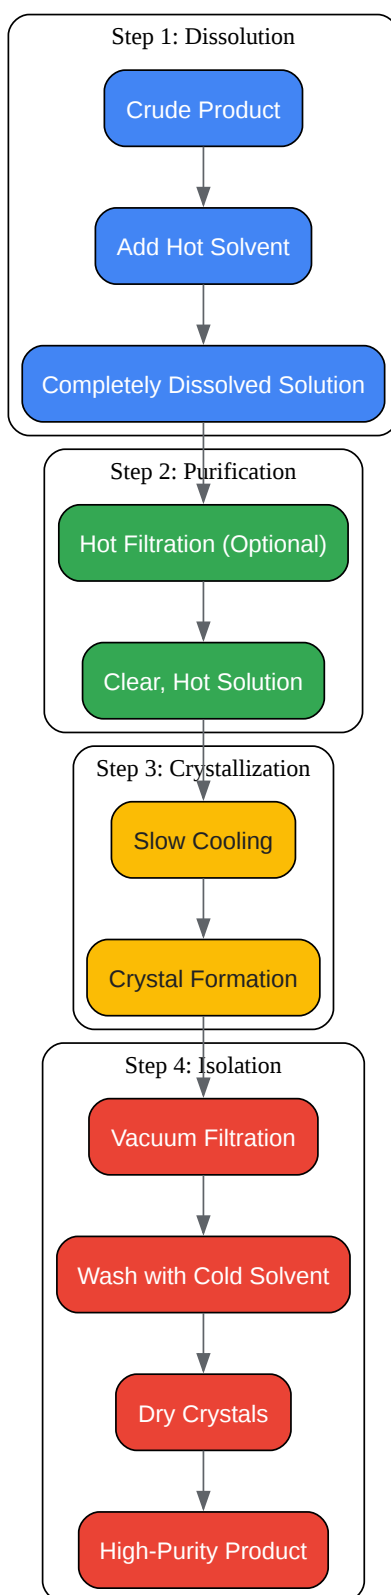 Step 1: Dissolution
Crude Product
Add Hot Solvent
Completely Dissolved Solution
Step 2: Purification
Hot Filtration (Optional)
Clear, Hot Solution
Step 3: Crystallization
Slow Cooling
Crystal Formation
Step 4: Isolation
Vacuum Filtration
Wash with Cold Solvent
Dry Crystals
High-Purity Product